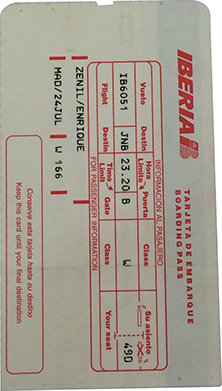 IBERIA
TARJETA DE EMBARQUE
BOARDING PASS
INFORMACION AL PASAJERO:
Vuelo Destin Hora Límite Puerta Clase Su asiento
IB6051 JNB 23.20 B W 49D
Flight Destin Time Limit Gate Class Your seat
FOR PASSENGER INFORMATION
ZENIL/ENRIQUE
MAD/24JUL W 166
Conserve esta tarjeta hasta su destino
Keep this card until your final destination